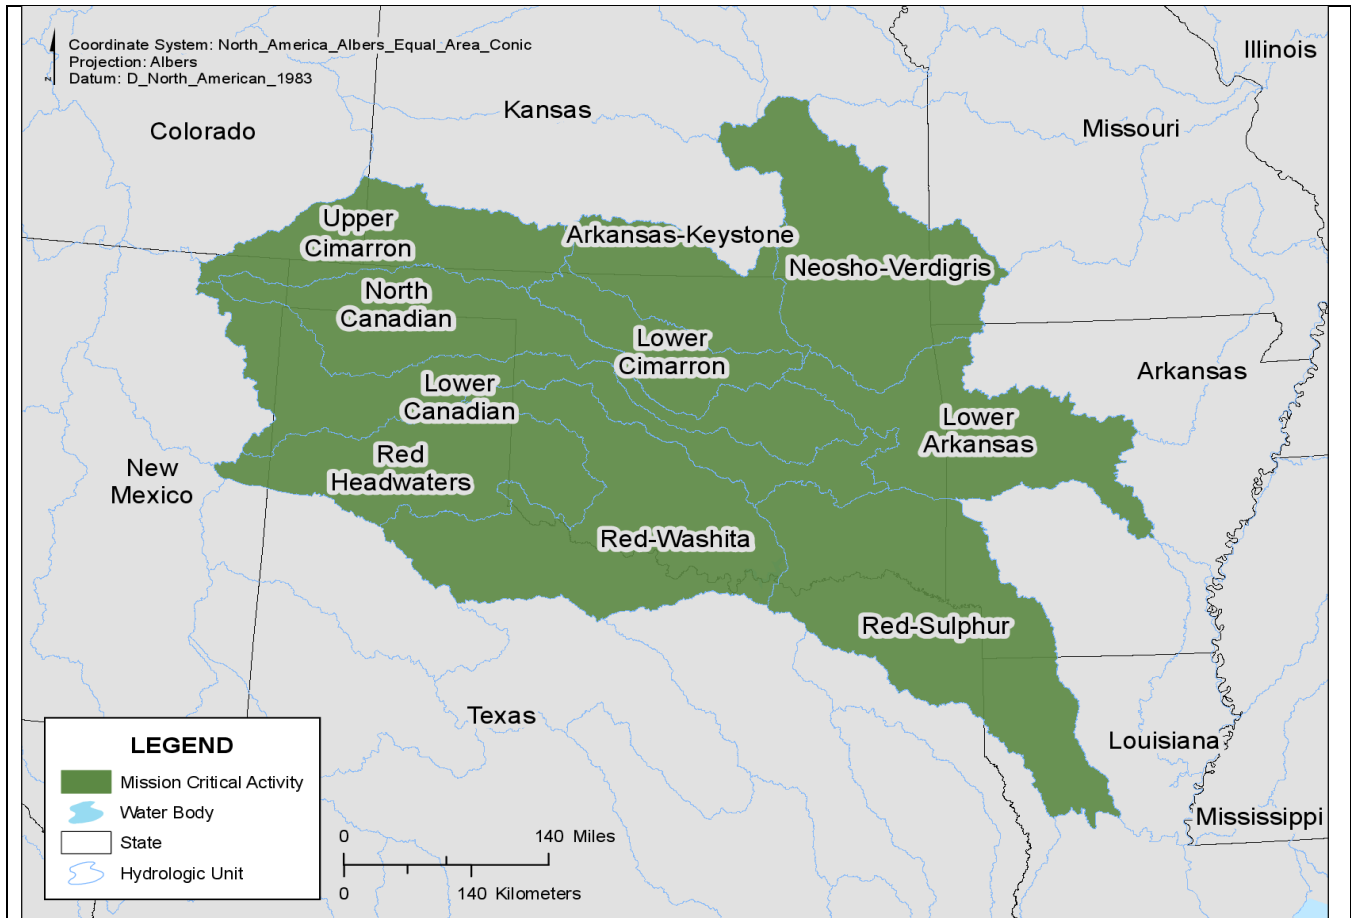 Coordinate System: North_America_Albers_Equal_Area_Conic
Projection: Albers
Datum: D_North_American_1983
N
Illinois
Kansas
Colorado
Missouri
Upper
Cimarron
Arkansas-Keystone
Neosho-Verdigris
North
Canadian
Lower
Cimarron
Arkansas
Lower
Canadian
Lower
Arkansas
Red
Headwaters
New
Mexico
Red-Washita
Red-Sulphur
Texas
Louisiana
Mississippi
LEGEND
Mission Critical Activity
Water Body
State
Hydrologic Unit
0 140 Miles
0 140 Kilometers